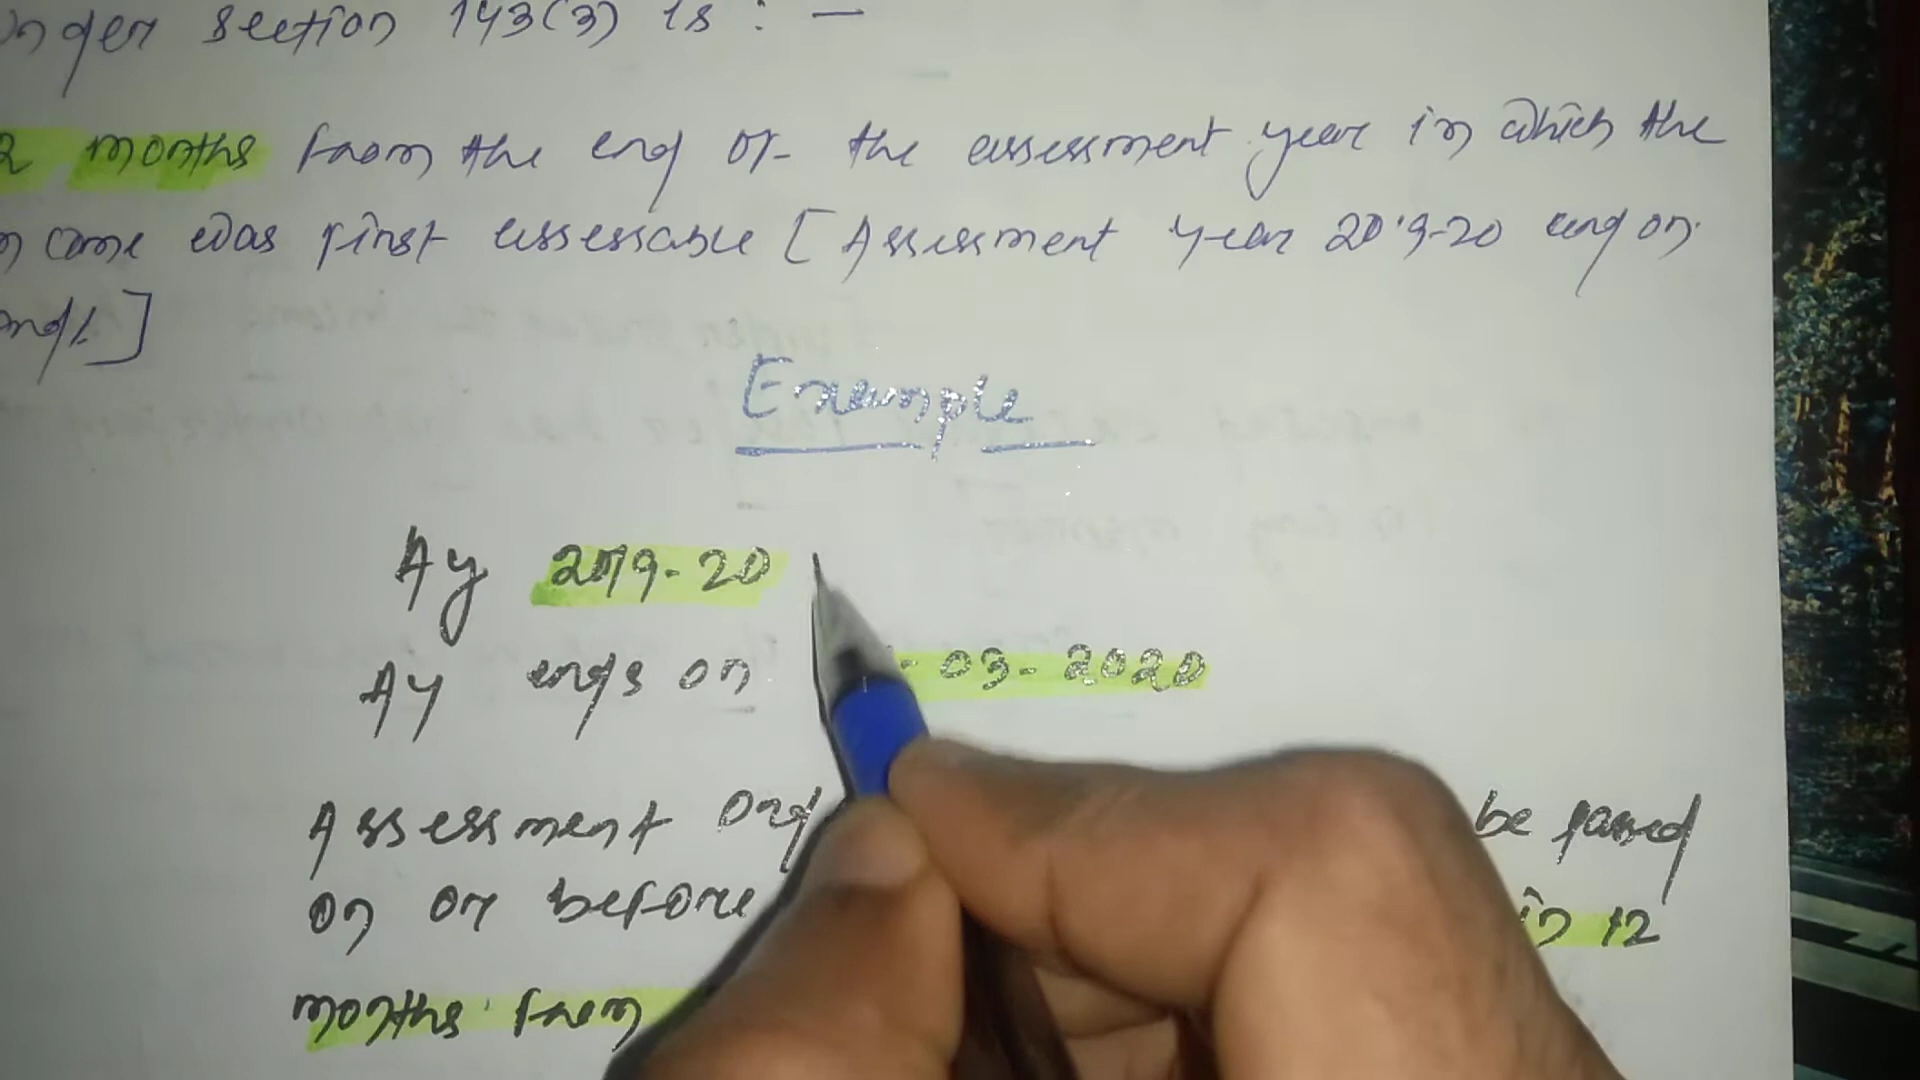 under section 143(3) is : —
2 months from the end of the assessment year in which the
income was first assessable [Assessment year 2019-20 end on
]
Example
AY 2019-20
AY ends on -03-2020
Assessment be passed
on or before in 12
months from